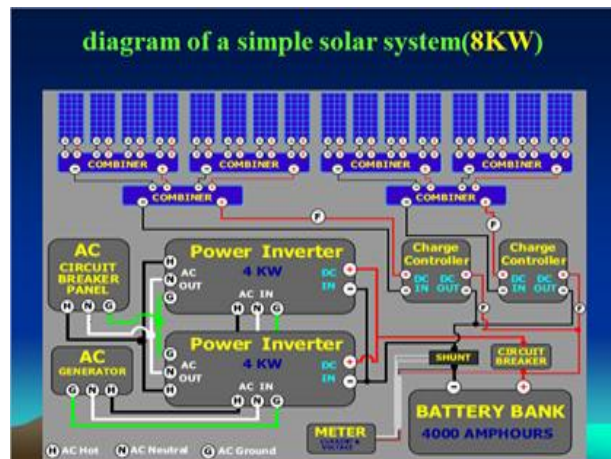 diagram of a simple solar system(8KW)
COMBINER
COMBINER
COMBINER
COMBINER
COMBINER
COMBINER
F
F
AC
CIRCUIT
BREAKER
PANEL
H N G
Power Inverter
4 KW
H
N
G
AC
OUT
DC
IN
AC IN
H N G
Charge
Controller
DC
IN
DC
OUT
Charge
Controller
DC
IN
DC
OUT
F
F
AC
GENERATOR
G N H
Power Inverter
4 KW
G
N
H
AC
OUT
DC
IN
AC IN
H N G
SHUNT
CIRCUIT
BREAKER
METER
CURRENT &
VOLTAGE
BATTERY BANK
4000 AMPHOURS
H AC Hot N AC Neutral G AC Ground